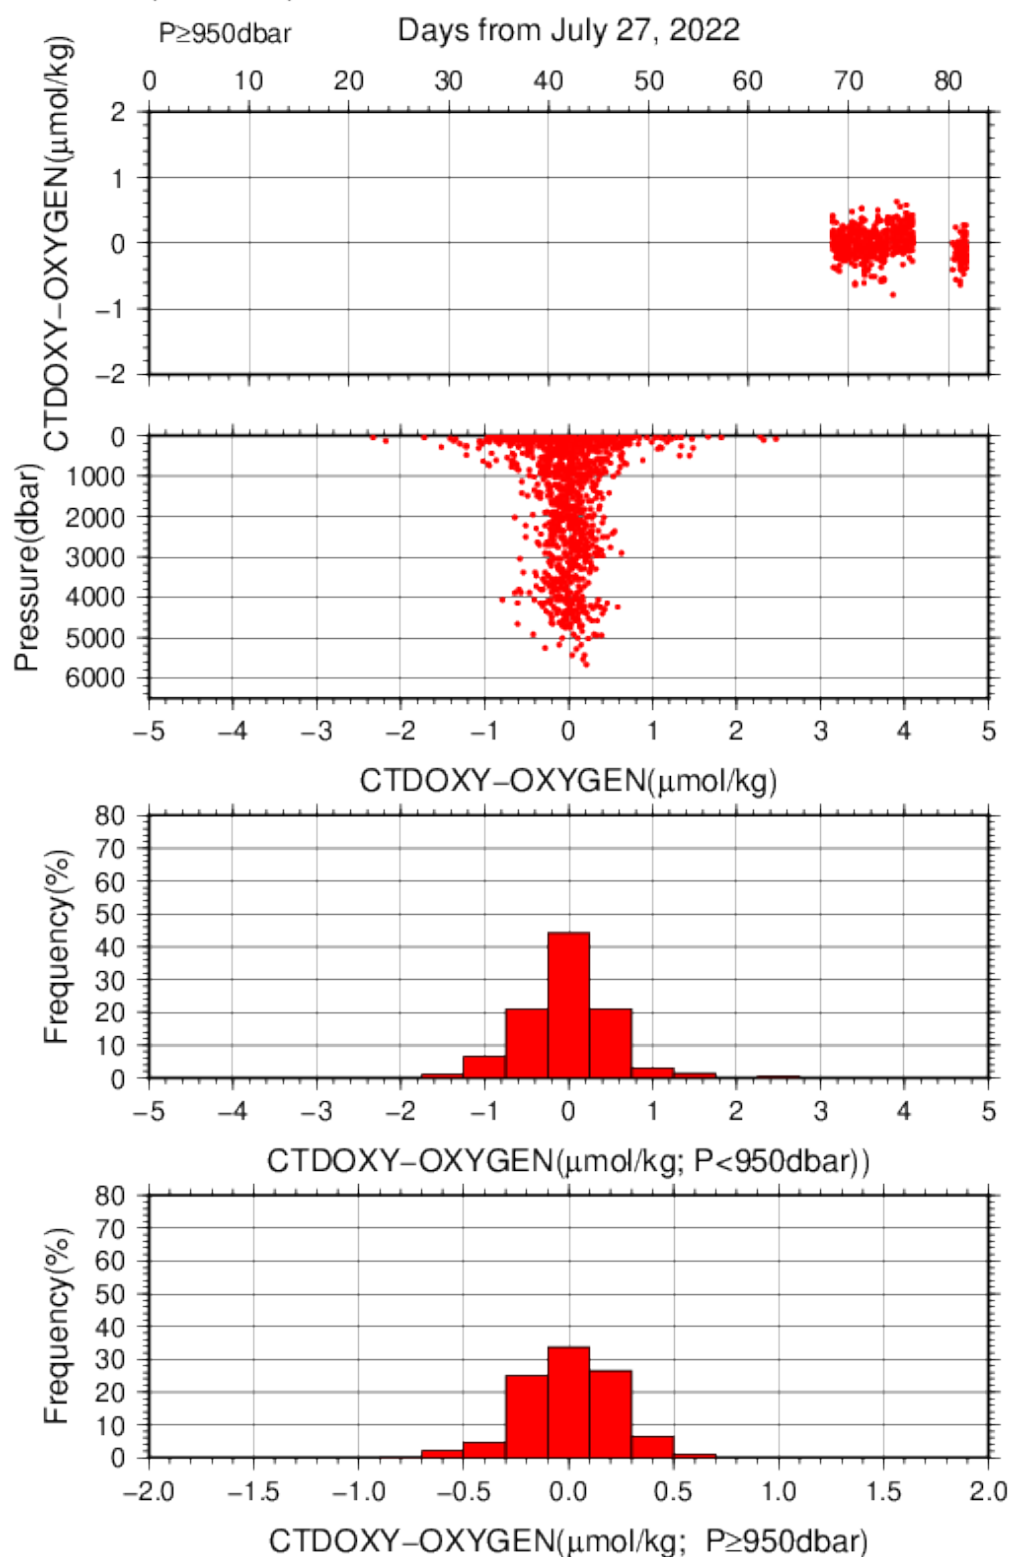 P≥950dbar
Days from July 27, 2022
0 10 20 30 40 50 60 70 80
CTDOXY−OXYGEN(μmol/kg)
2
1
0
−1
−2
Pressure(dbar)
0
1000
2000
3000
4000
5000
6000
−5 −4 −3 −2 −1 0 1 2 3 4 5
CTDOXY−OXYGEN(μmol/kg)
Frequency(%)
80
70
60
50
40
30
20
10
0
−5 −4 −3 −2 −1 0 1 2 3 4 5
CTDOXY−OXYGEN(μmol/kg; P<950dbar))
Frequency(%)
80
70
60
50
40
30
20
10
0
−2.0 −1.5 −1.0 −0.5 0.0 0.5 1.0 1.5 2.0
CTDOXY−OXYGEN(μmol/kg; P≥950dbar)